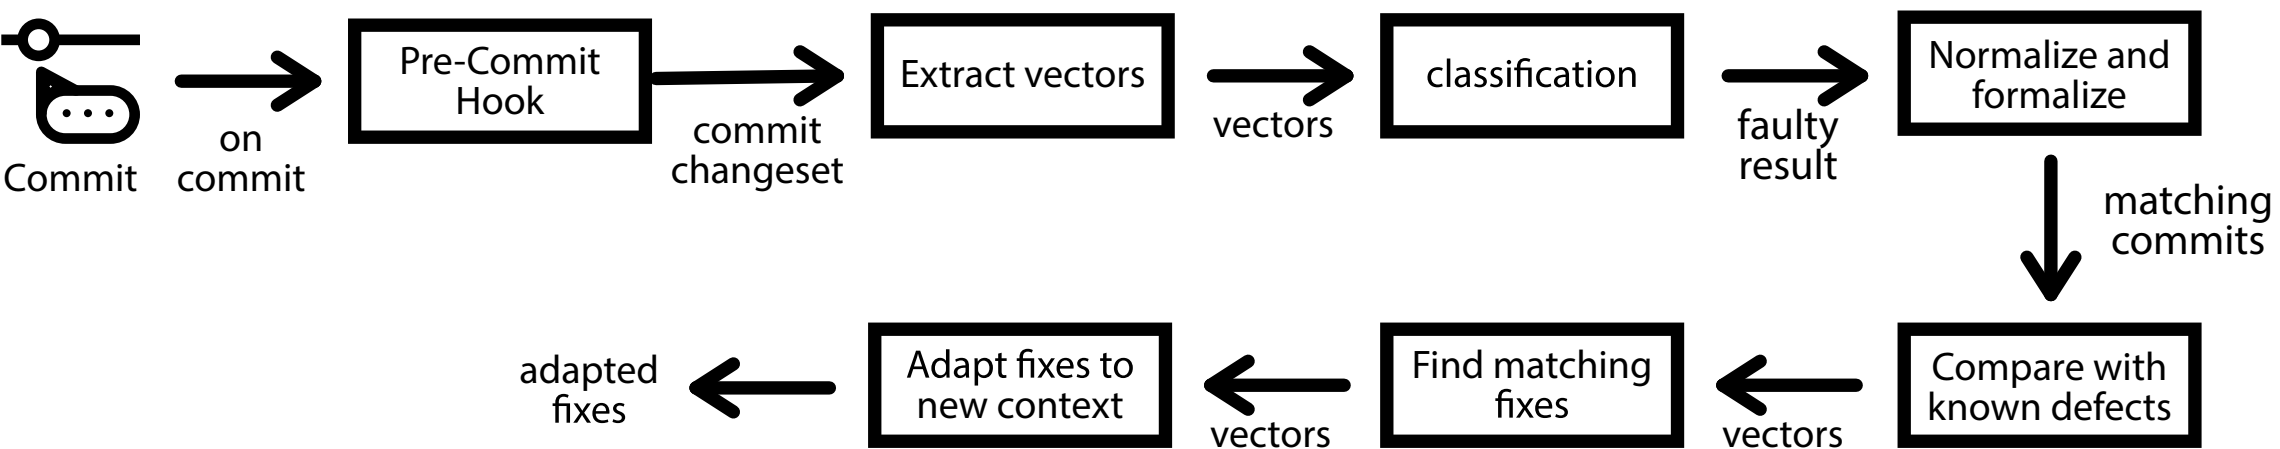 Commit
on
commit
Pre-Commit
Hook
commit
changeset
Extract vectors
vectors
classification
faulty
result
Normalize and
formalize
matching
commits
Compare with
known defects
vectors
Find matching
fixes
vectors
Adapt fixes to
new context
adapted
fixes